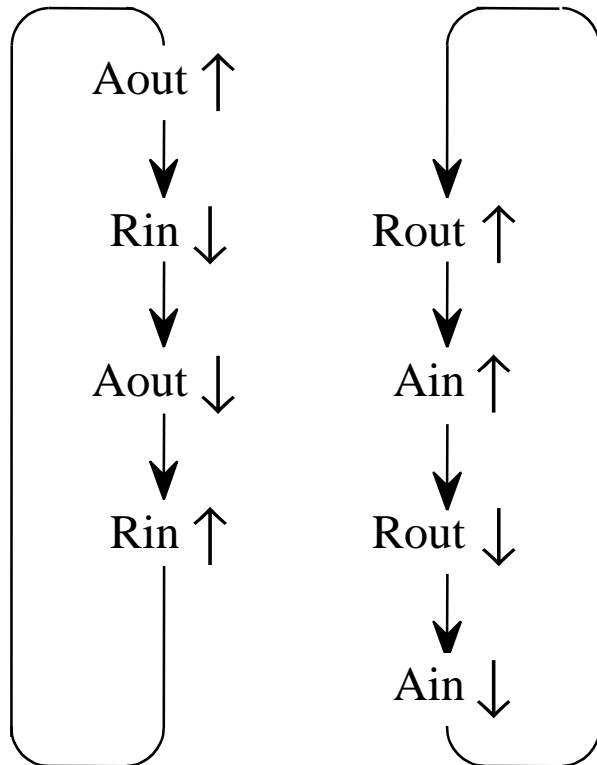 Aout ↑
Rin ↓
Aout ↓
Rin ↑
Rout ↑
Ain ↑
Rout ↓
Ain ↓